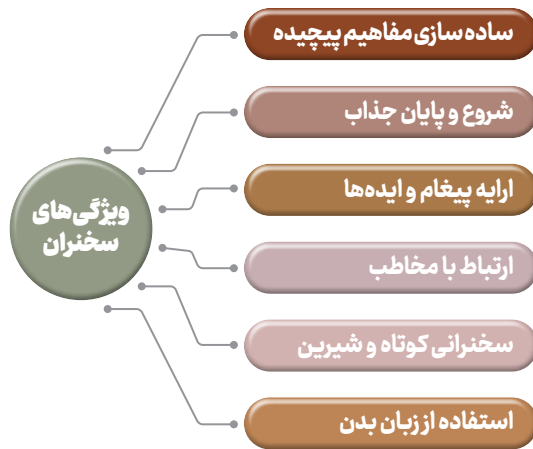 ویژگی‌های
سخنران
ساده‌سازی مفاهیم پیچیده
شروع و پایان جذاب
ارایه پیغام و ایده‌ها
ارتباط با مخاطب
سخنرانی کوتاه و شیرین
استفاده از زبان بدن